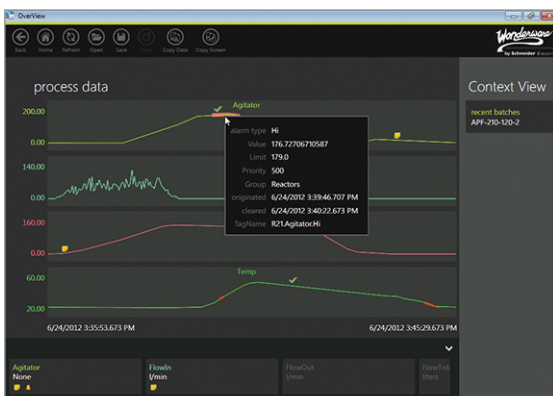 OverView
Wonderware
by Schneider Electric
Back Home Refresh Open Save Copy Data Copy Screen
process data
Context View
recent batches
APF-210-120-2
200.00
Agitator
0.00
alarm type Hi
Value 176.72706710587
Limit 179.0
Priority 500
Group Reactors
originated 6/24/2012 3:39:46.707 PM
cleared 6/24/2012 3:40:22.673 PM
TagName R21.Agitator.Hi
140.00
0.00
160.00
0.00
60.00
Temp
20.00
6/24/2012 3:35:53.673 PM
6/24/2012 3:45:29.673 PM
Agitator
None
FlowIn
l/min
FlowOut
l/min
FlowTot
liters